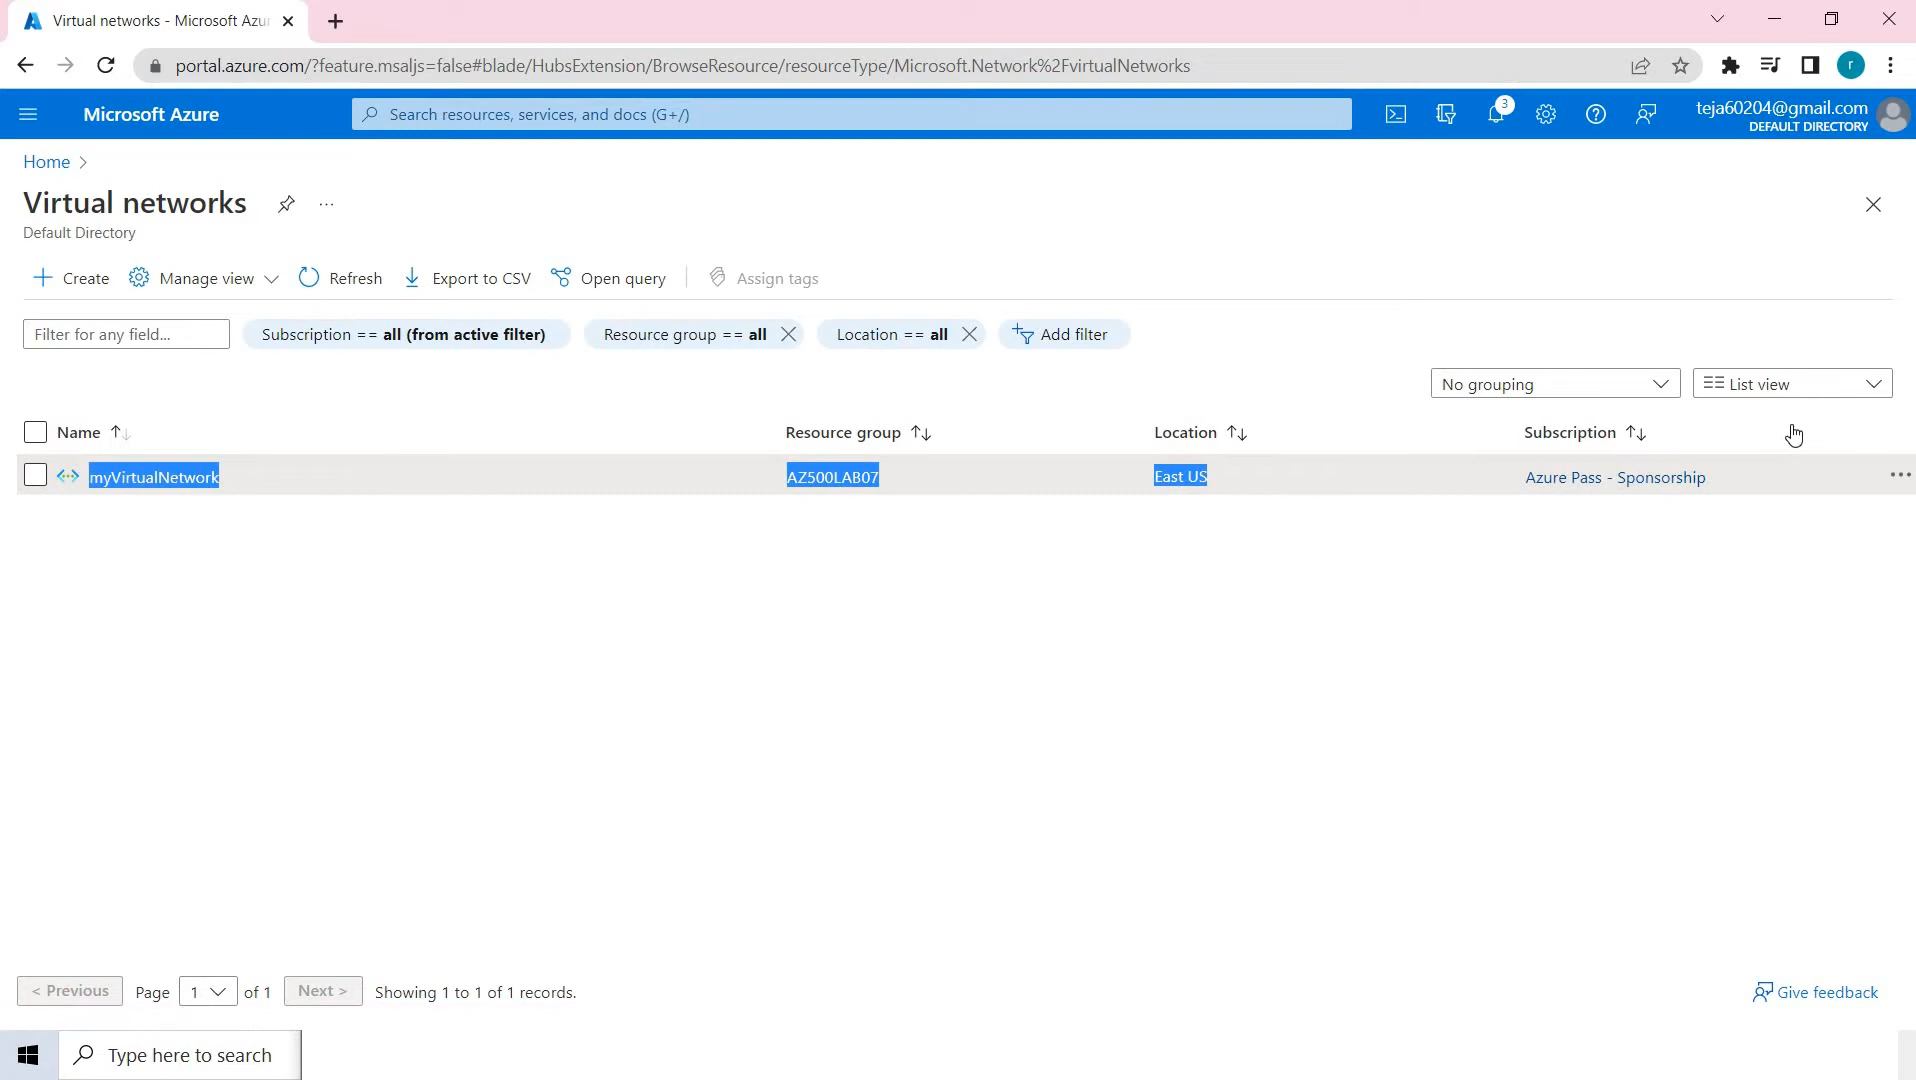 Virtual networks - Microsoft Azu
portal.azure.com/?feature.msaljs=false#blade/HubsExtension/BrowseResource/resourceType/Microsoft.Network%2FvirtualNetworks
r
Microsoft Azure
Search resources, services, and docs (G+/)
3
teja60204@gmail.com
DEFAULT DIRECTORY
Home
Virtual networks
Default Directory
Create
Manage view
Refresh
Export to CSV
Open query
Assign tags
Filter for any field...
Subscription == all (from active filter)
Resource group == all
Location == all
Add filter
No grouping
List view
Name
Resource group
Location
Subscription
myVirtualNetwork
AZ500LAB07
East US
Azure Pass - Sponsorship
< Previous
Page
1
of 1
Next >
Showing 1 to 1 of 1 records.
Give feedback
Type here to search